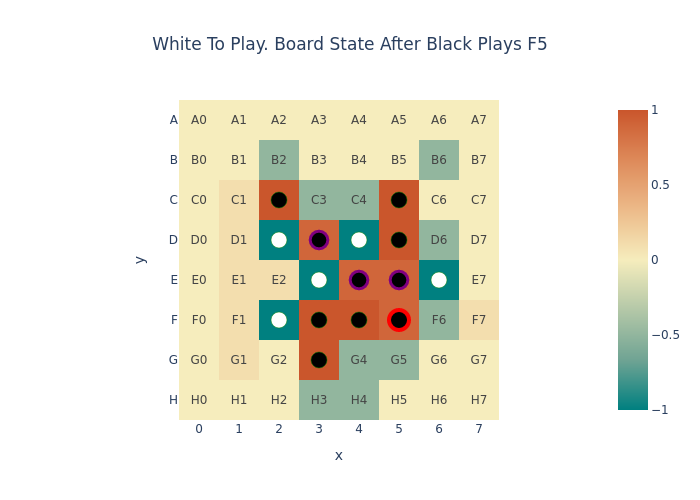 White To Play. Board State After Black Plays F5
A A0 A1 A2 A3 A4 A5 A6 A7
B B0 B1 B2 B3 B4 B5 B6 B7
C C0 C1 C3 C4 C6 C7
D D0 D1 D6 D7
E E0 E1 E2 E7
F F0 F1 F6 F7
G G0 G1 G2 G4 G5 G6 G7
H H0 H1 H2 H3 H4 H5 H6 H7
0 1 2 3 4 5 6 7
x
y
1
0.5
0
−0.5
−1